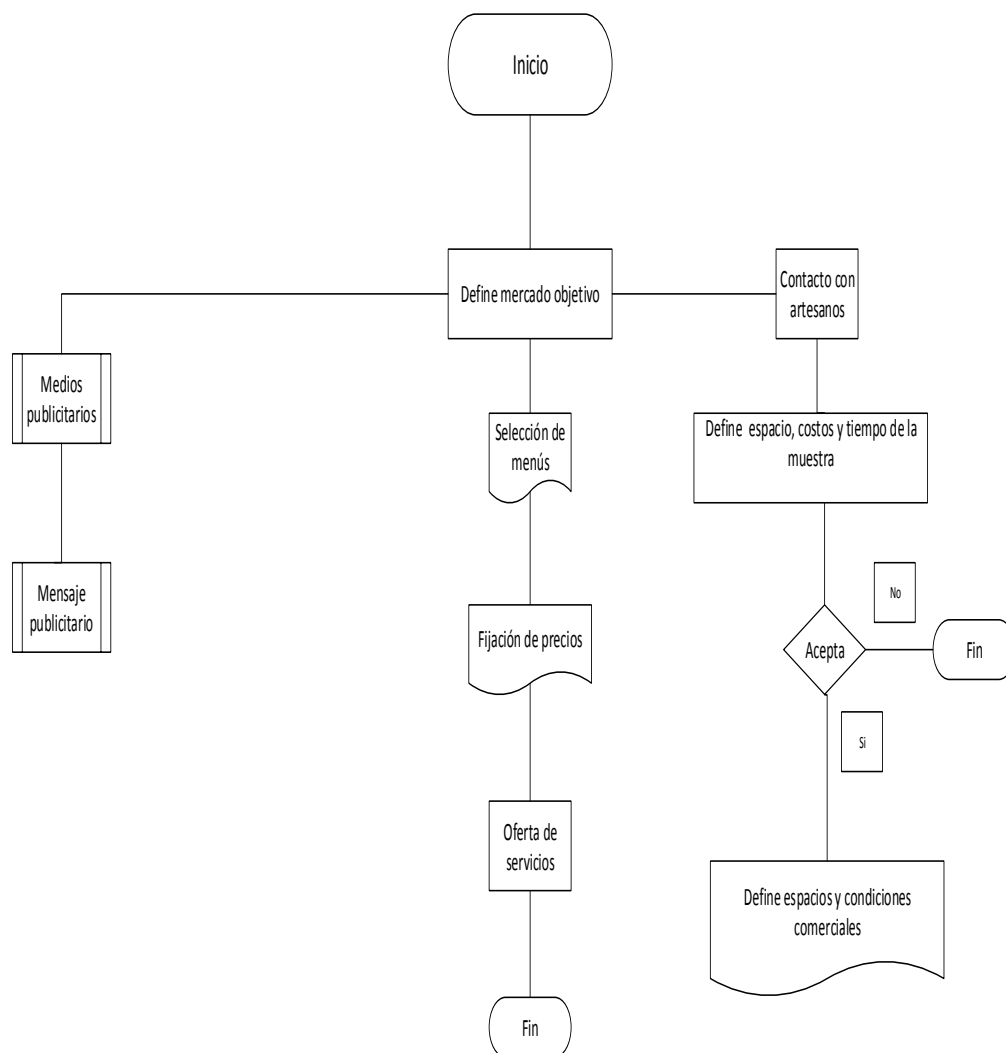 Inicio
Define mercado objetivo
Contacto con
artesanos
Medios
publicitarios
Selección de
menús
Define espacio, costos y tiempo de la
muestra
Mensaje
publicitario
No
Fijación de precios
Acepta
Fin
Si
Oferta de
servicios
Define espacios y condiciones
comerciales
Fin